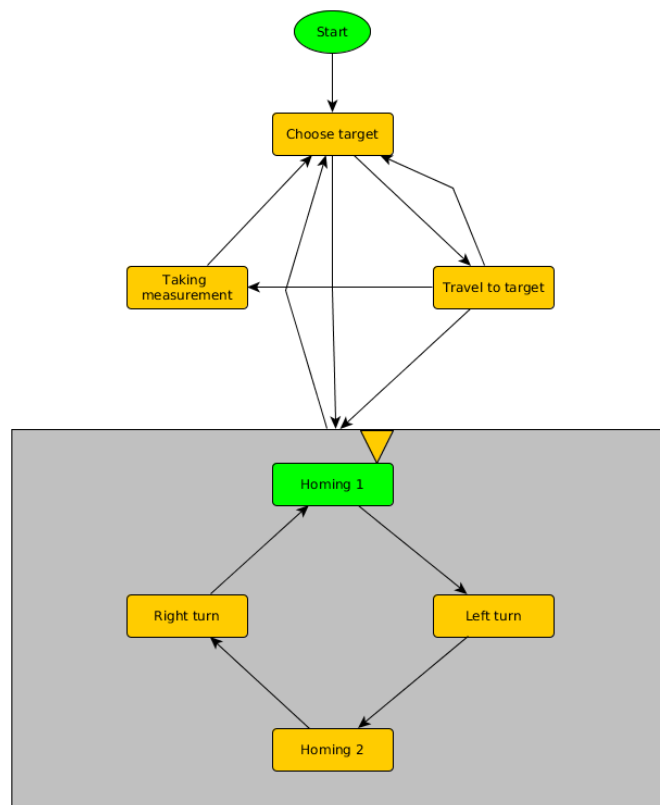 Start
Choose target
Taking
measurement
Travel to target
Homing 1
Right turn
Left turn
Homing 2